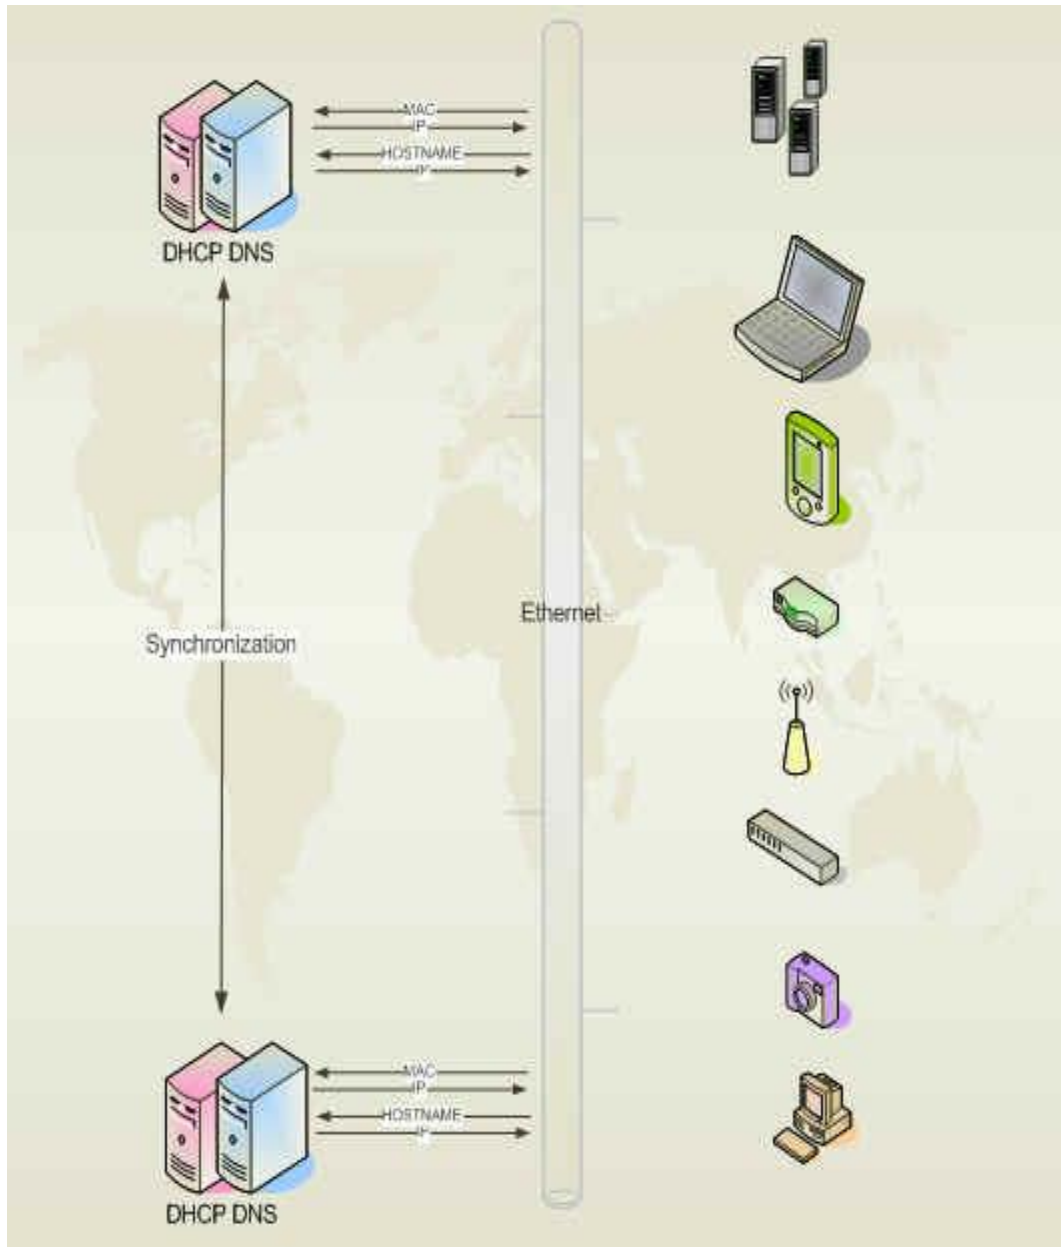 MAC
IP
HOSTNAME
IP
DHCP DNS
Ethernet
Synchronization
MAC
IP
HOSTNAME
IP
DHCP DNS